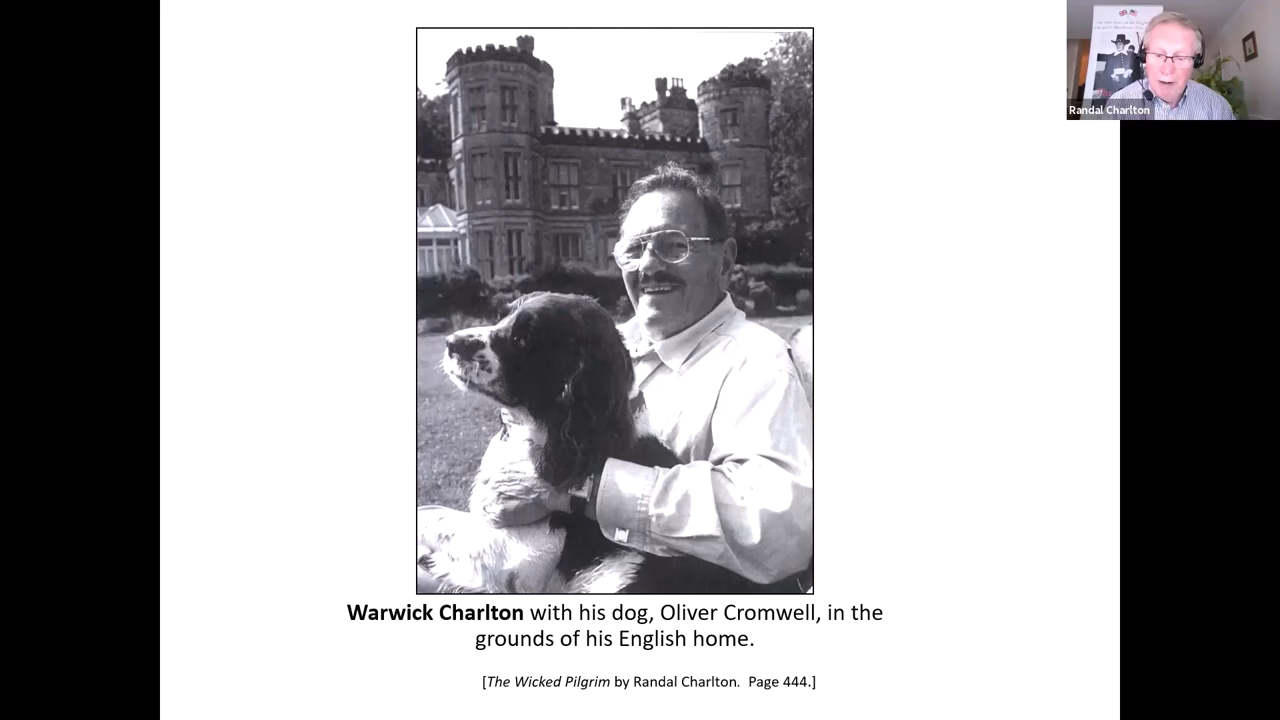 Randal Charlton
Warwick Charlton with his dog, Oliver Cromwell, in the
grounds of his English home.
[The Wicked Pilgrim by Randal Charlton. Page 444.]